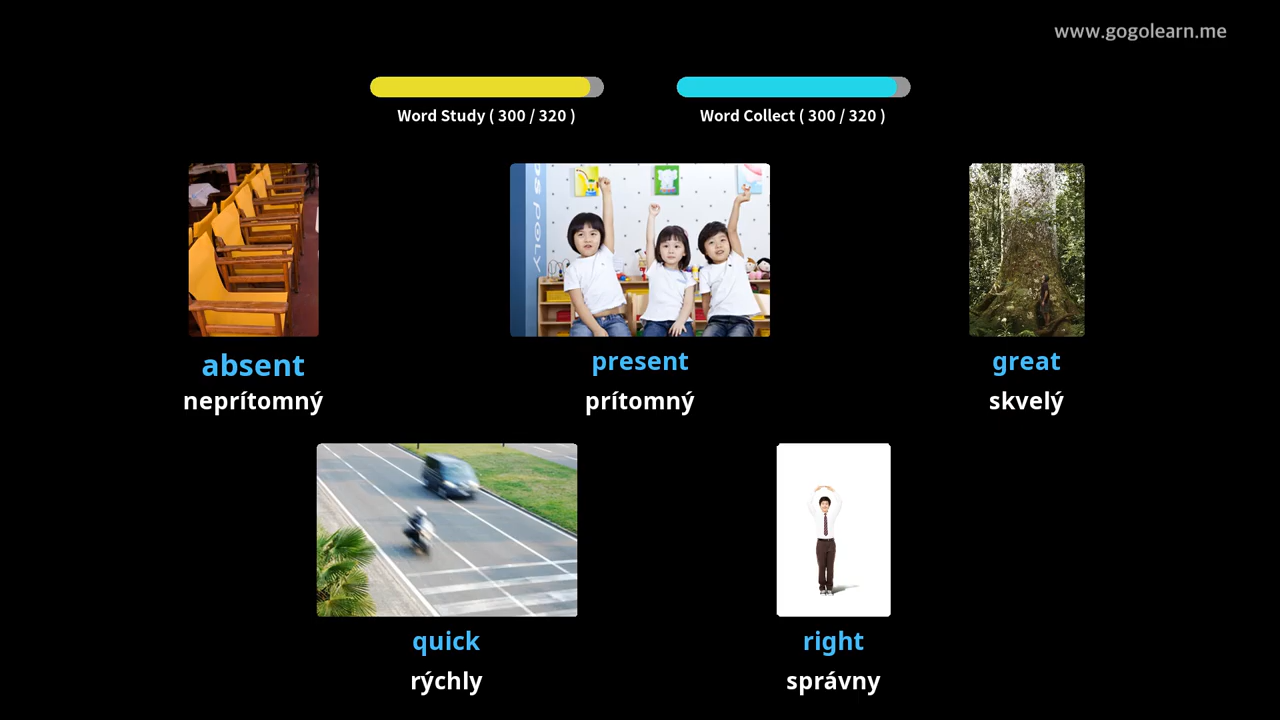 www.gogolearn.me
Word Study ( 300 / 320 )
Word Collect ( 300 / 320 )
absent
neprítomný
present
prítomný
great
skvelý
quick
rýchly
right
správny